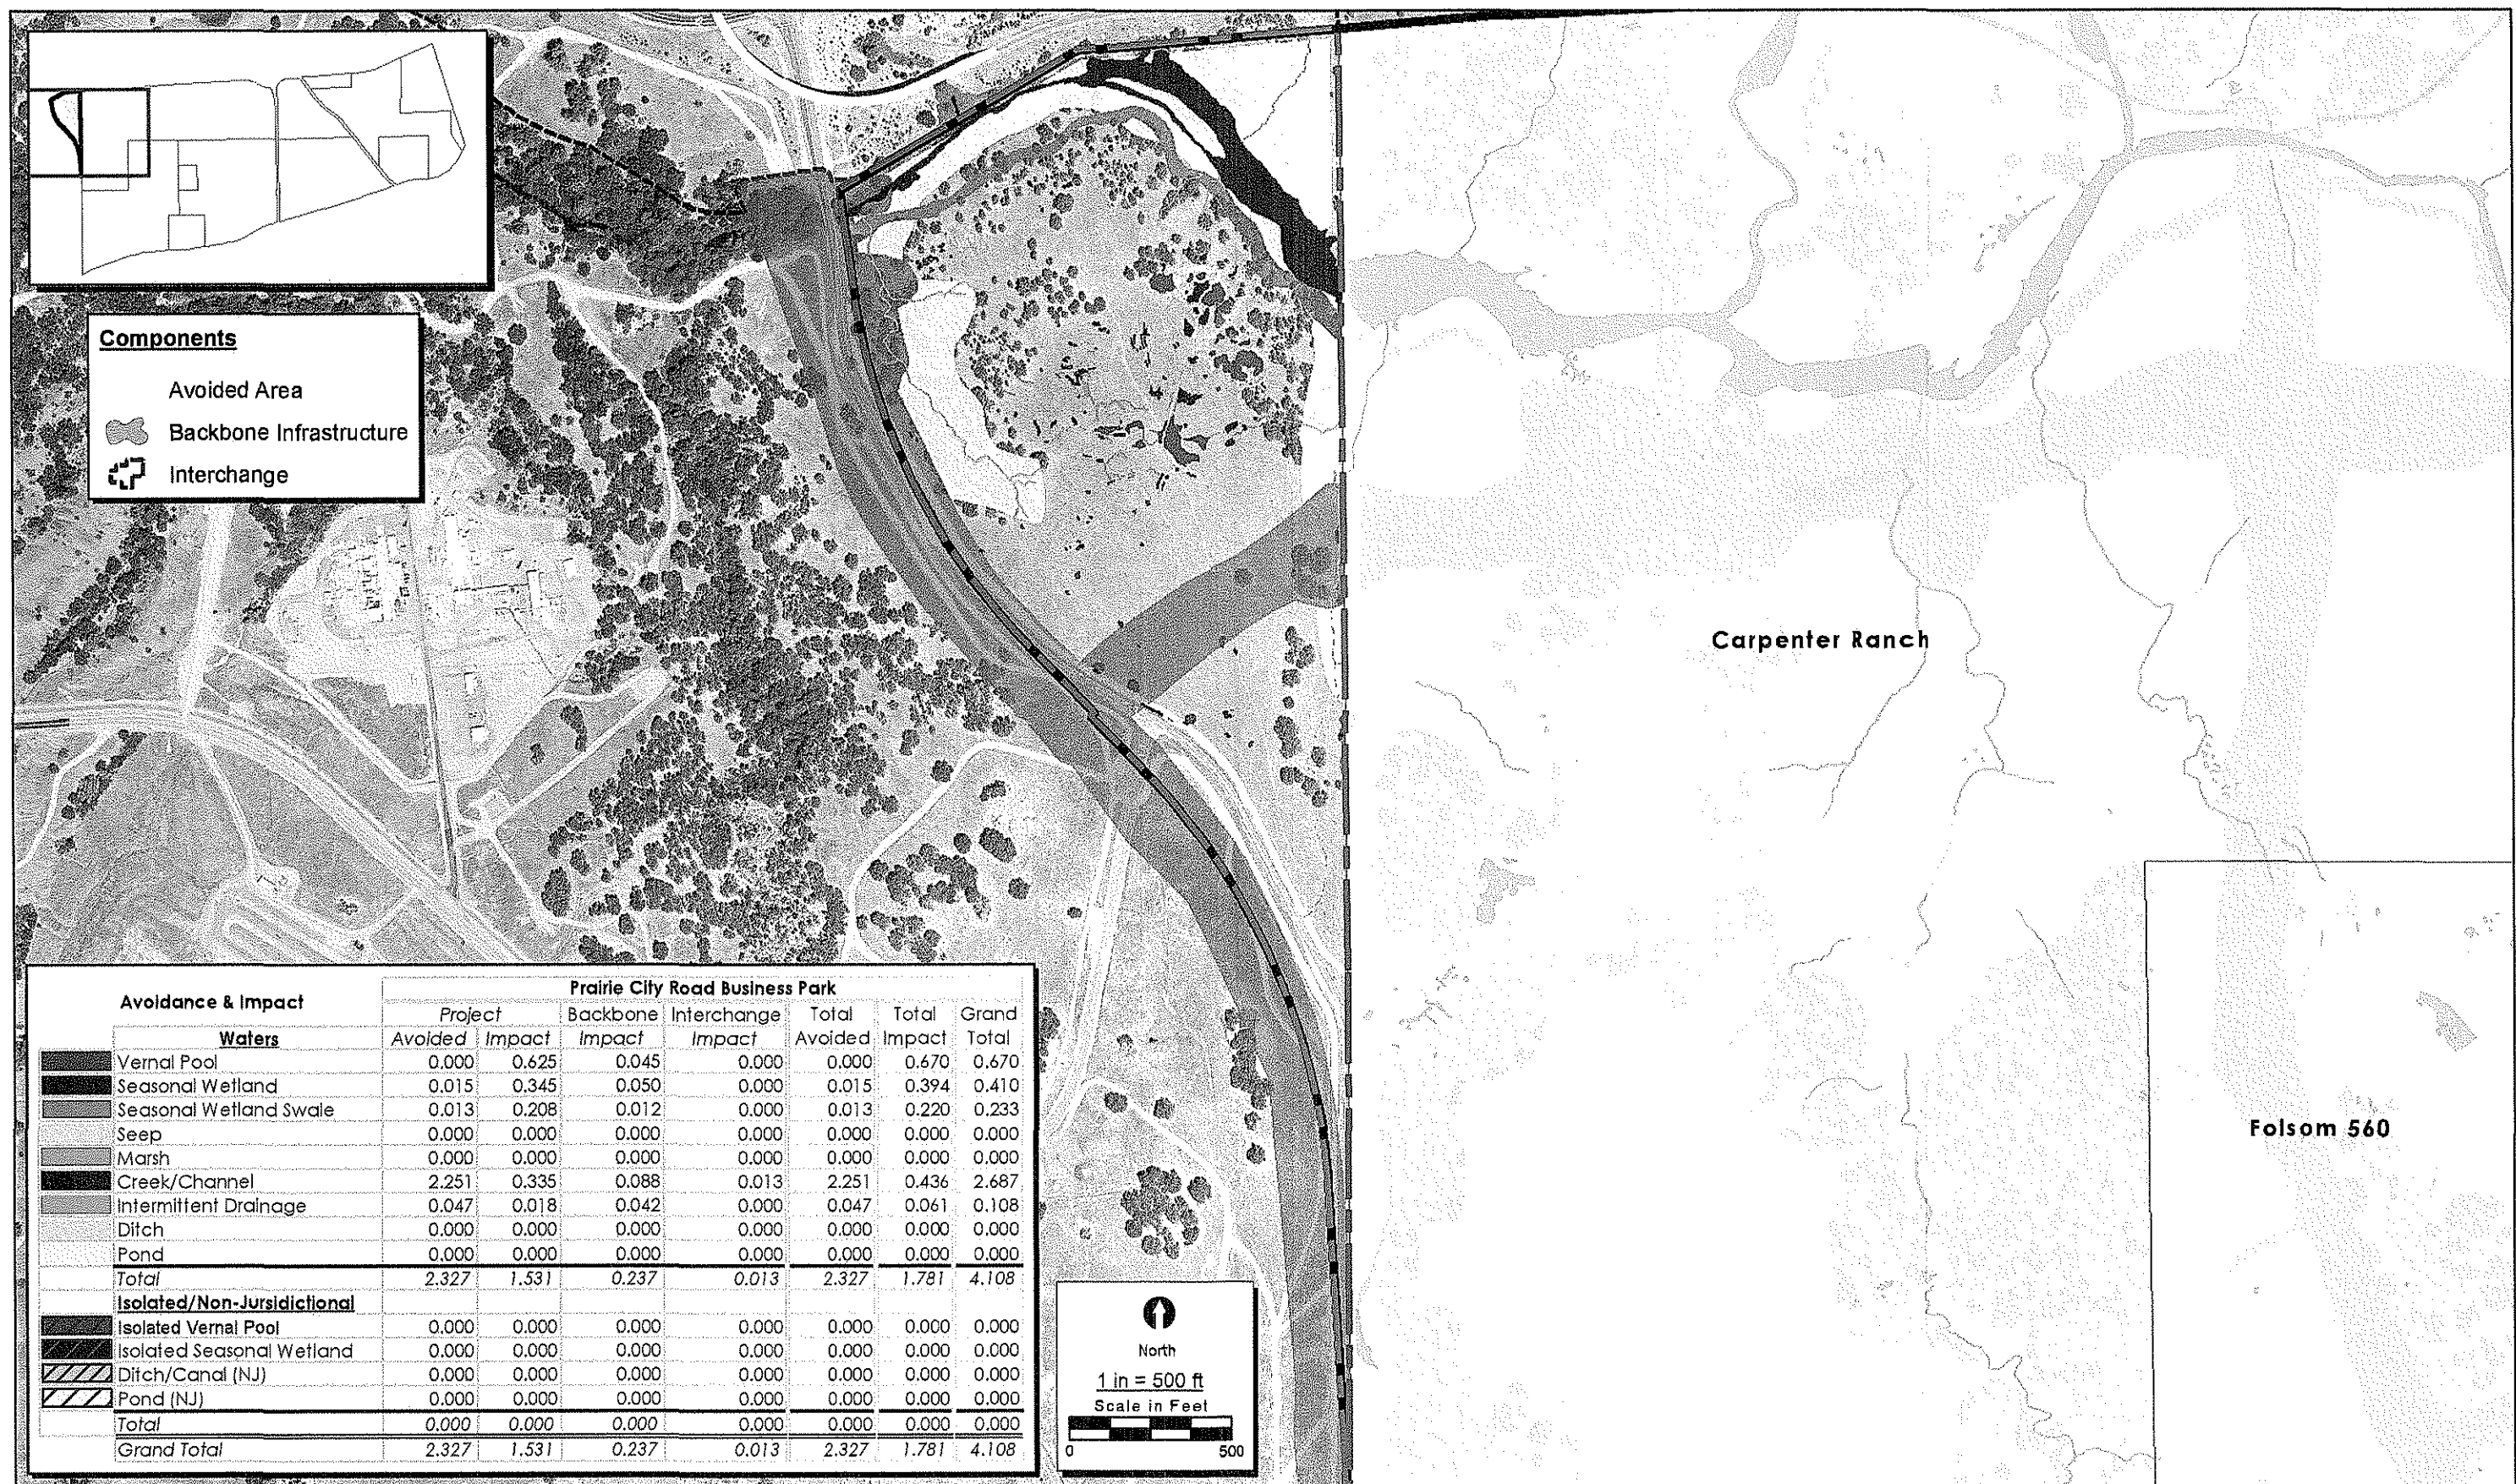 Components
Avoided Area
Backbone Infrastructure
Interchange
Carpenter Ranch
Folsom 560
Avoidance & Impact
Prairie City Road Business Park
Project Backbone Interchange Total Total Grand
Waters Avoided Impact Impact Impact Avoided Impact Total
Vernal Pool 0.000 0.625 0.045 0.000 0.000 0.670 0.670
Seasonal Wetland 0.015 0.345 0.050 0.000 0.015 0.394 0.410
Seasonal Wetland Swale 0.013 0.208 0.012 0.000 0.013 0.220 0.233
Seep 0.000 0.000 0.000 0.000 0.000 0.000 0.000
Marsh 0.000 0.000 0.000 0.000 0.000 0.000 0.000
Creek/Channel 2.251 0.335 0.088 0.013 2.251 0.436 2.687
Intermittent Drainage 0.047 0.018 0.042 0.000 0.047 0.061 0.108
Ditch 0.000 0.000 0.000 0.000 0.000 0.000 0.000
Pond 0.000 0.000 0.000 0.000 0.000 0.000 0.000
Total 2.327 1.531 0.237 0.013 2.327 1.781 4.108
Isolated/Non-Jursidictional
Isolated Vernal Pool 0.000 0.000 0.000 0.000 0.000 0.000 0.000
Isolated Seasonal Wetland 0.000 0.000 0.000 0.000 0.000 0.000 0.000
Ditch/Canal (NJ) 0.000 0.000 0.000 0.000 0.000 0.000 0.000
Pond (NJ) 0.000 0.000 0.000 0.000 0.000 0.000 0.000
Total 0.000 0.000 0.000 0.000 0.000 0.000 0.000
Grand Total 2.327 1.531 0.237 0.013 2.327 1.781 4.108
North
1 in = 500 ft
Scale in Feet
0 500